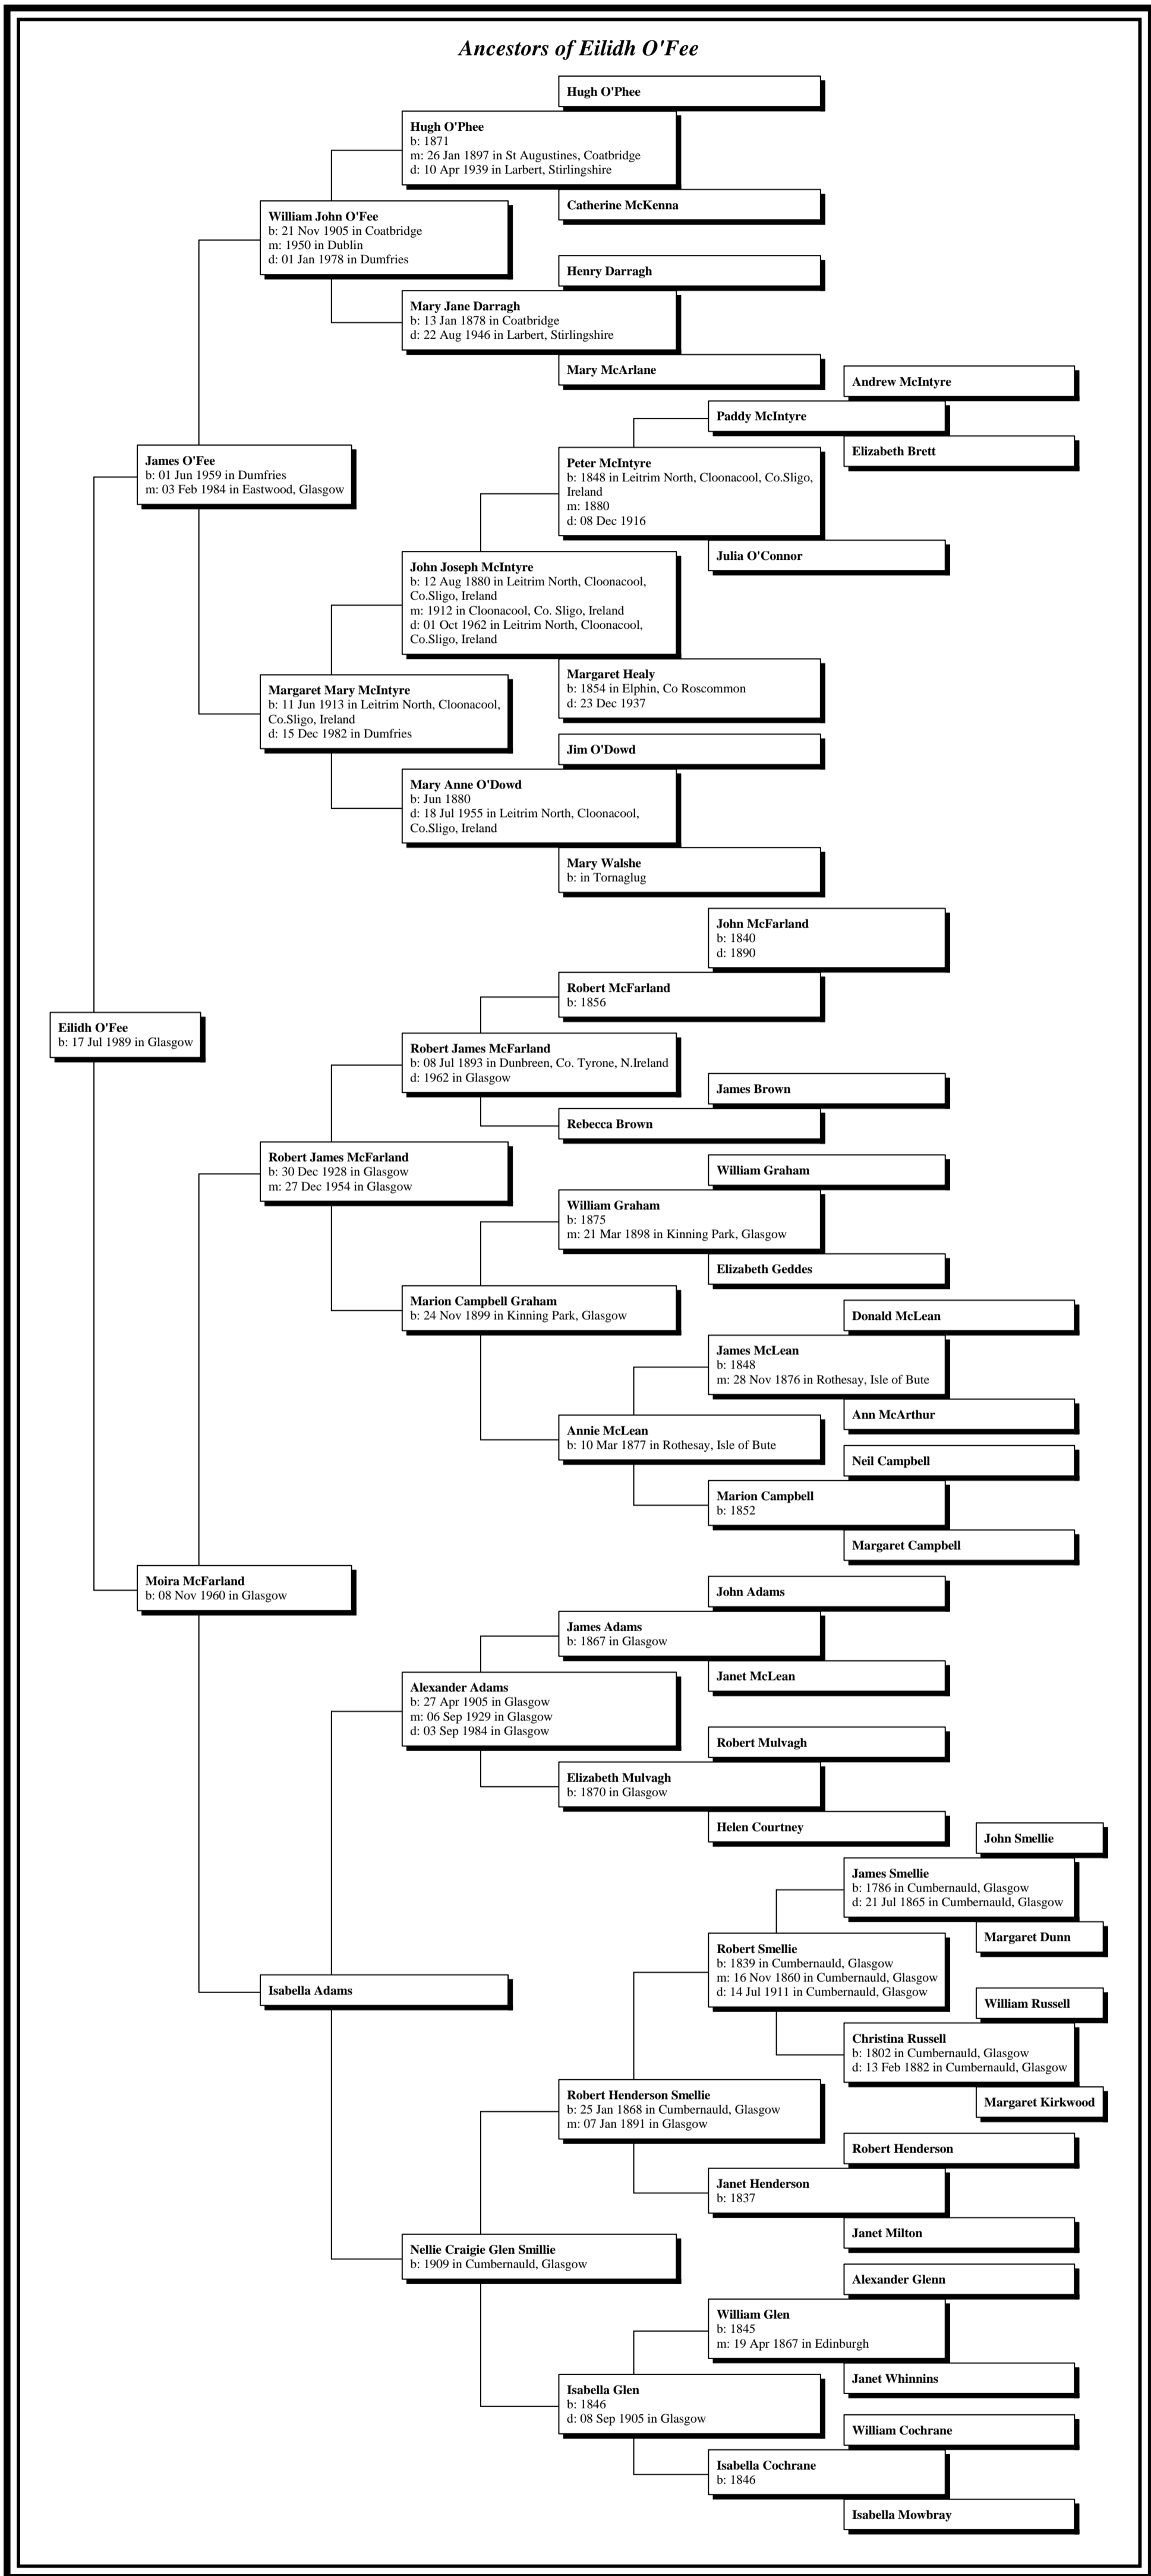 Ancestors of Eilidh O'Fee
Hugh O'Phee
Hugh O'Phee
b: 1871
m: 26 Jan 1897 in St Augustines, Coatbridge
d: 10 Apr 1939 in Larbert, Stirlingshire
Catherine McKenna
William John O'Fee
b: 21 Nov 1905 in Coatbridge
m: 1950 in Dublin
d: 01 Jan 1978 in Dumfries
Henry Darragh
Mary Jane Darragh
b: 13 Jan 1878 in Coatbridge
d: 22 Aug 1946 in Larbert, Stirlingshire
Mary McArlane
Andrew McIntyre
Paddy McIntyre
Elizabeth Brett
James O'Fee
b: 01 Jun 1959 in Dumfries
m: 03 Feb 1984 in Eastwood, Glasgow
Peter McIntyre
b: 1848 in Leitrim North, Cloonacool, Co.Sligo,
Ireland
m: 1880
d: 08 Dec 1916
Julia O'Connor
John Joseph McIntyre
b: 12 Aug 1880 in Leitrim North, Cloonacool,
Co.Sligo, Ireland
m: 1912 in Cloonacool, Co. Sligo, Ireland
d: 01 Oct 1962 in Leitrim North, Cloonacool,
Co.Sligo, Ireland
Margaret Healy
b: 1854 in Elphin, Co Roscommon
d: 23 Dec 1937
Margaret Mary McIntyre
b: 11 Jun 1913 in Leitrim North, Cloonacool,
Co.Sligo, Ireland
d: 15 Dec 1982 in Dumfries
Jim O'Dowd
Mary Anne O'Dowd
b: Jun 1880
d: 18 Jul 1955 in Leitrim North, Cloonacool,
Co.Sligo, Ireland
Mary Walshe
b: in Tornaglug
John McFarland
b: 1840
d: 1890
Robert McFarland
b: 1856
Eilidh O'Fee
b: 17 Jul 1989 in Glasgow
Robert James McFarland
b: 08 Jul 1893 in Dunbreen, Co. Tyrone, N.Ireland
d: 1962 in Glasgow
James Brown
Rebecca Brown
Robert James McFarland
b: 30 Dec 1928 in Glasgow
m: 27 Dec 1954 in Glasgow
William Graham
William Graham
b: 1875
m: 21 Mar 1898 in Kinning Park, Glasgow
Elizabeth Geddes
Marion Campbell Graham
b: 24 Nov 1899 in Kinning Park, Glasgow
Donald McLean
James McLean
b: 1848
m: 28 Nov 1876 in Rothesay, Isle of Bute
Ann McArthur
Annie McLean
b: 10 Mar 1877 in Rothesay, Isle of Bute
Neil Campbell
Marion Campbell
b: 1852
Margaret Campbell
Moira McFarland
b: 08 Nov 1960 in Glasgow
John Adams
James Adams
b: 1867 in Glasgow
Janet McLean
Alexander Adams
b: 27 Apr 1905 in Glasgow
m: 06 Sep 1929 in Glasgow
d: 03 Sep 1984 in Glasgow
Robert Mulvagh
Elizabeth Mulvagh
b: 1870 in Glasgow
Helen Courtney
John Smellie
James Smellie
b: 1786 in Cumbernauld, Glasgow
d: 21 Jul 1865 in Cumbernauld, Glasgow
Margaret Dunn
Robert Smellie
b: 1839 in Cumbernauld, Glasgow
m: 16 Nov 1860 in Cumbernauld, Glasgow
d: 14 Jul 1911 in Cumbernauld, Glasgow
Isabella Adams
William Russell
Christina Russell
b: 1802 in Cumbernauld, Glasgow
d: 13 Feb 1882 in Cumbernauld, Glasgow
Margaret Kirkwood
Robert Henderson Smellie
b: 25 Jan 1868 in Cumbernauld, Glasgow
m: 07 Jan 1891 in Glasgow
Robert Henderson
Janet Henderson
b: 1837
Janet Milton
Nellie Craigie Glen Smillie
b: 1909 in Cumbernauld, Glasgow
Alexander Glenn
William Glen
b: 1845
m: 19 Apr 1867 in Edinburgh
Janet Whinnins
Isabella Glen
b: 1846
d: 08 Sep 1905 in Glasgow
William Cochrane
Isabella Cochrane
b: 1846
Isabella Mowbray